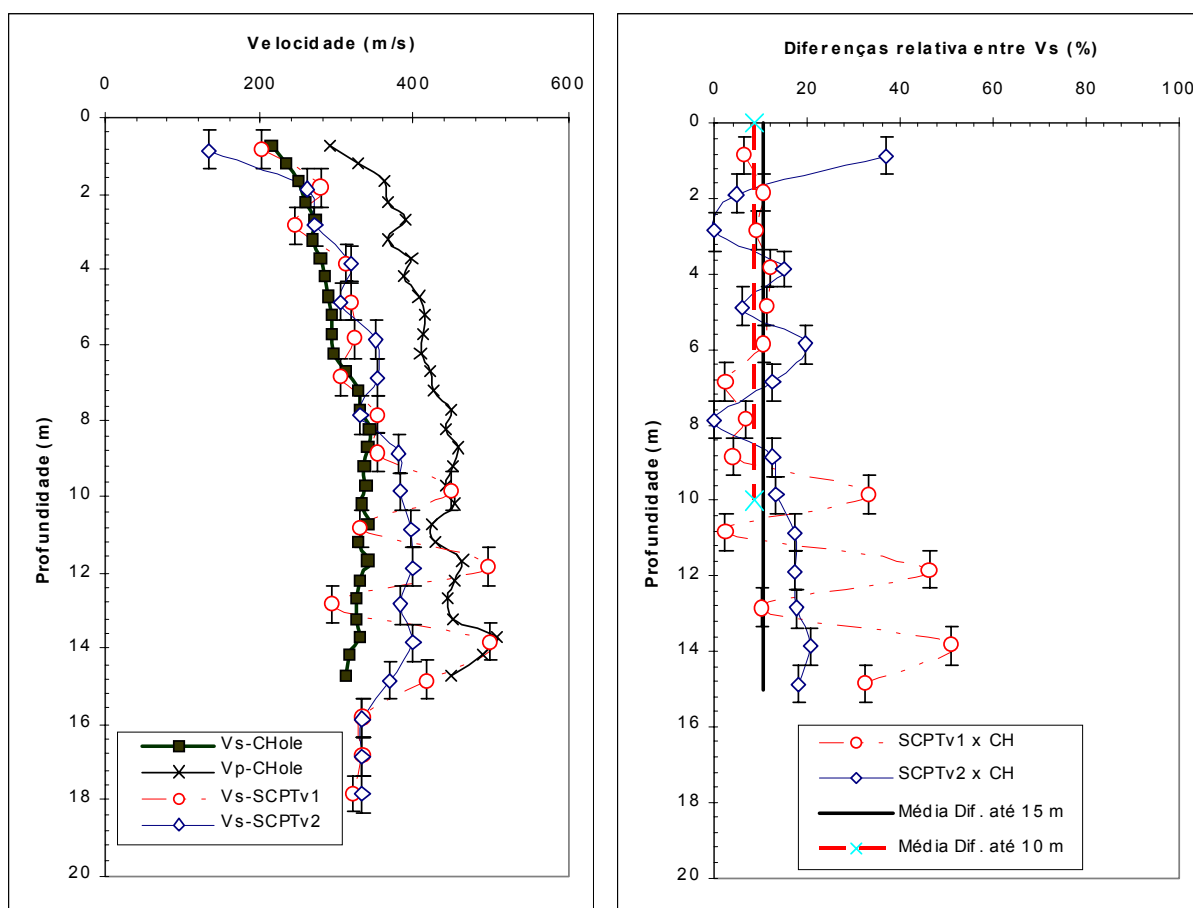 Velocidade (m/s)
0 200 400 600
0
2
4
6
8
10
12
14
16
18
20
Profundidade (m)
Vs-CHole
Vp-CHole
Vs-SCPTv1
Vs-SCPTv2
Diferenças relativa entre Vs (%)
0 20 40 60 80 100
0
2
4
6
8
10
12
14
16
18
20
Profundidade (m)
SCPTv1 x CH
SCPTv2 x CH
Média Dif. até 15 m
Média Dif. até 10 m